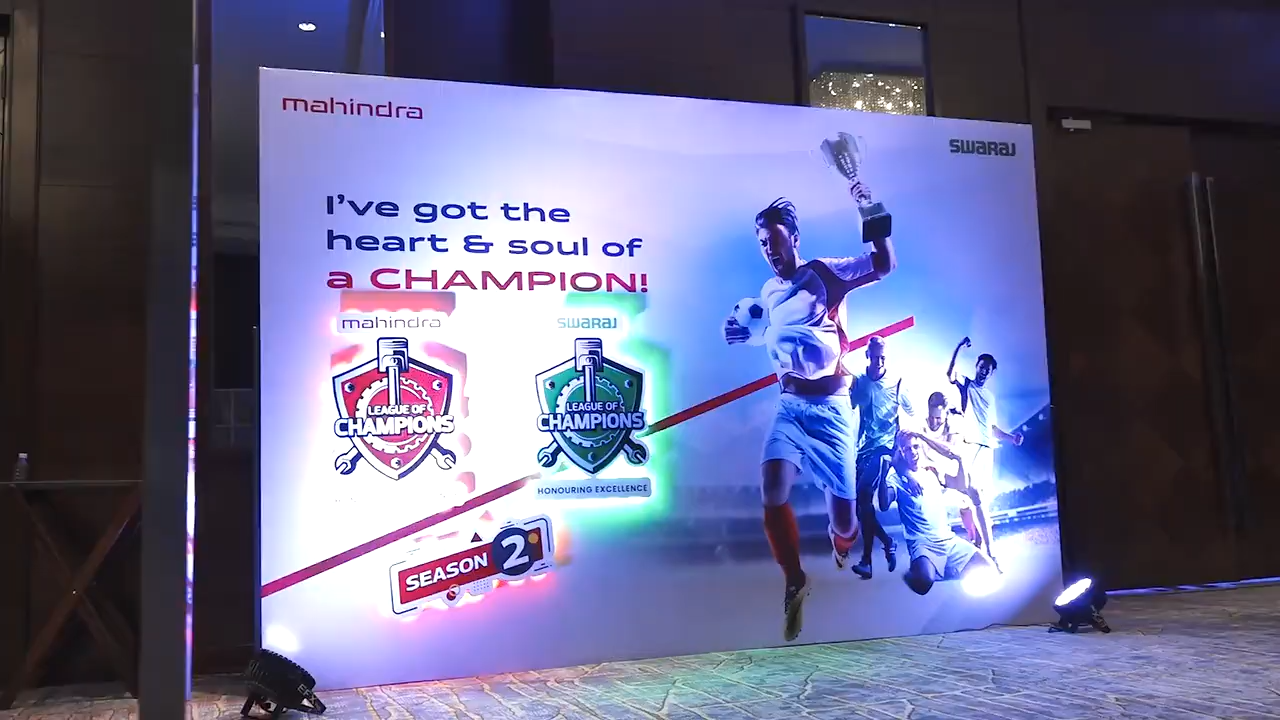 mahindra
SWARAJ
I've got the
heart & soul of
a CHAMPION!
mahindra
LEAGUE OF
CHAMPIONS
SWARAJ
LEAGUE OF
CHAMPIONS
HONOURING EXCELLENCE
SEASON 2